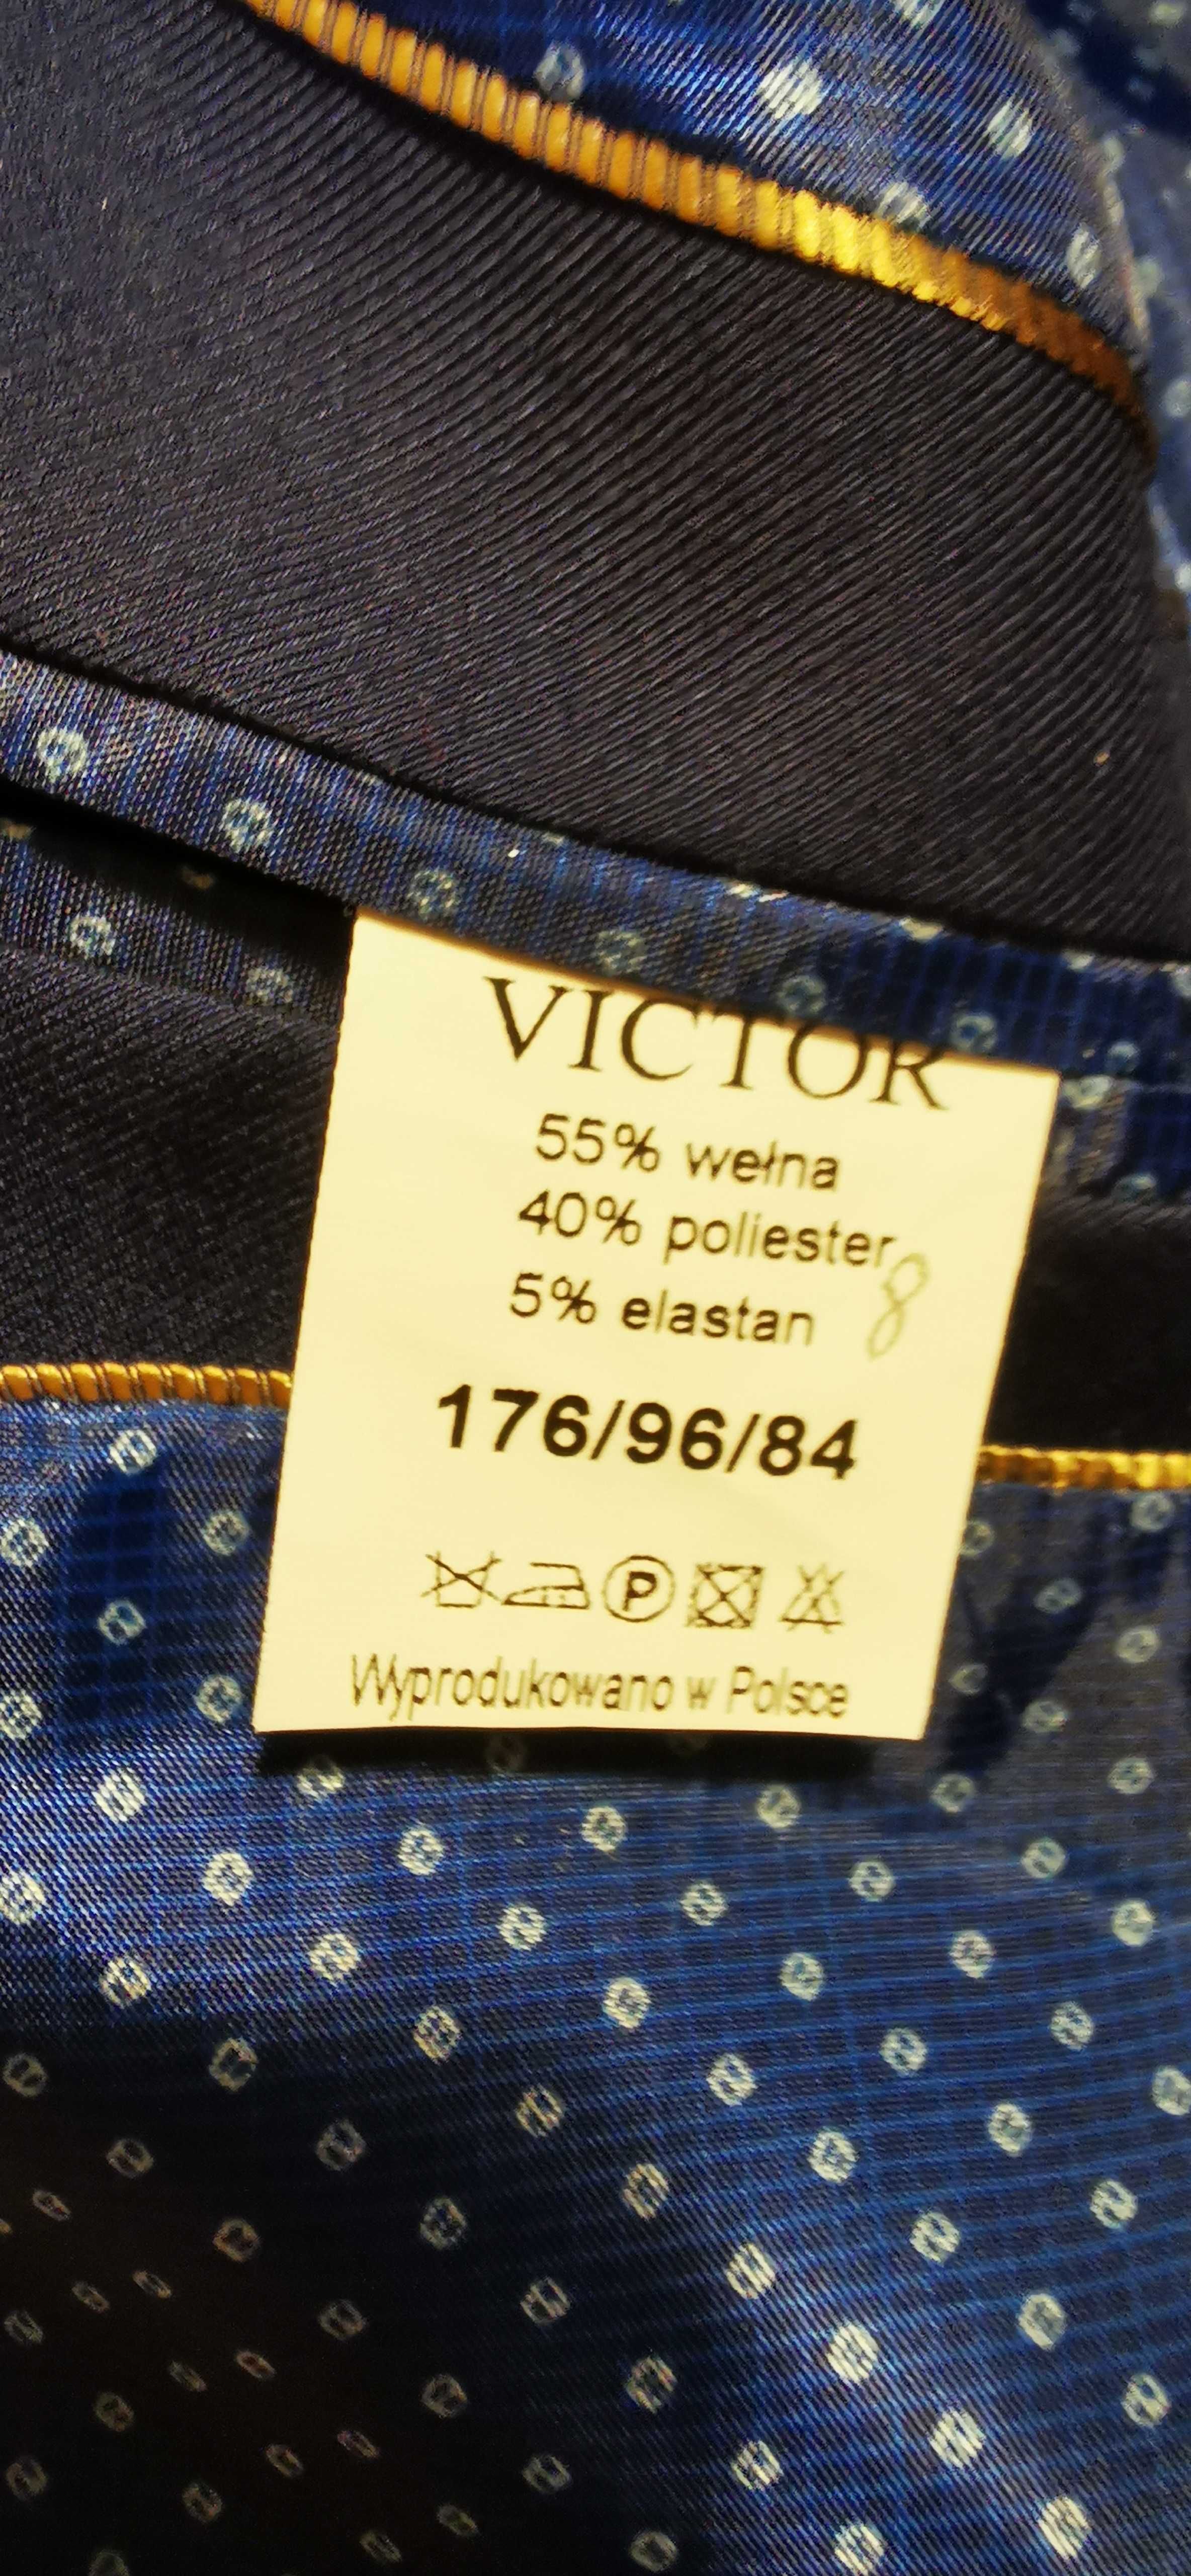 VICTOR
55% wełna
40% poliester
5% elastan 8
176/96/84
P
Wyprodukowano w Polsce